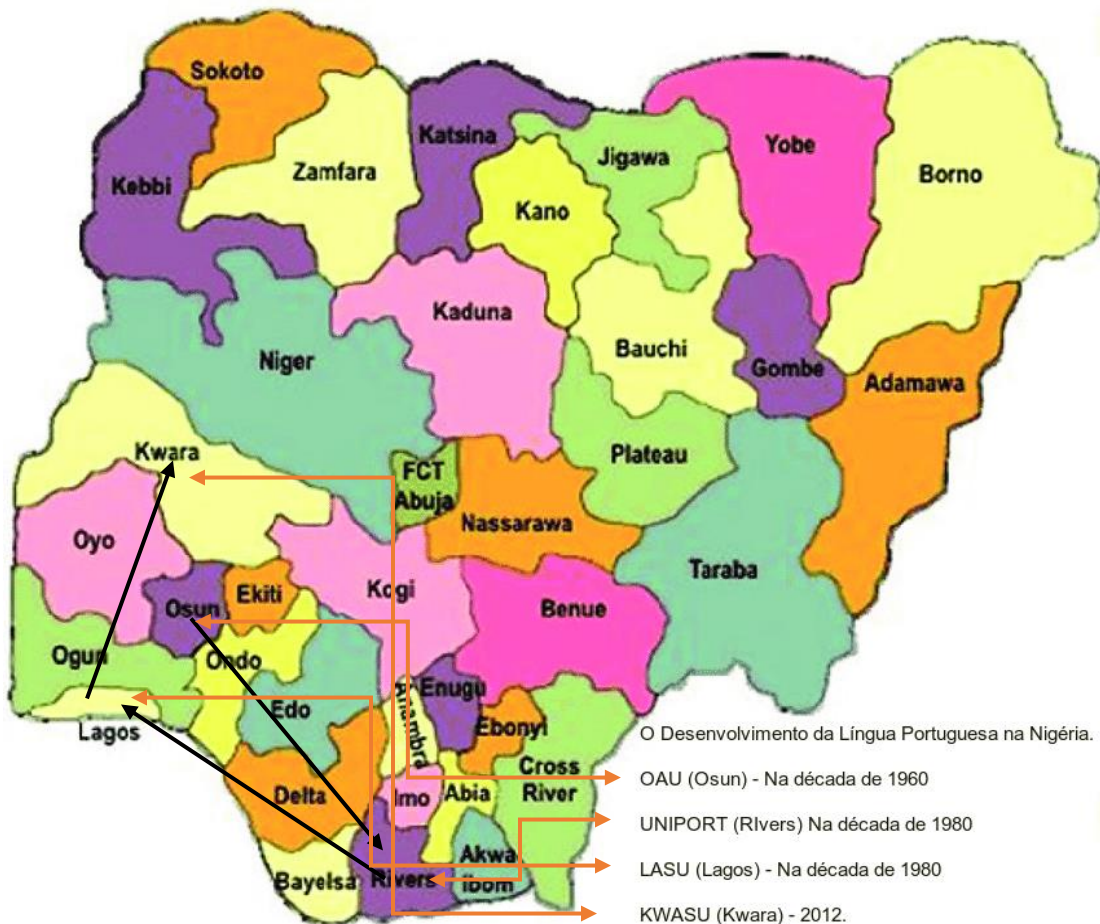 Sokoto
Katsina
Yobe
Jigawa
Borno
Zamfara
Kebbi
Kano
Kaduna
Bauchi
Niger
Gombe
Adamawa
Kwara
Plateau
FCT
Abuja
Nassarawa
Oyo
Taraba
Kogi
Ekiti
Osun
Benue
Ogun
Ondo
Enugu
Edo
Anambra
Ebonyi
Lagos
Cross
River
Delta
Imo
Abia
Akwa
Ibom
Bayelsa
Rivers
O Desenvolvimento da Língua Portuguesa na Nigéria.
OAU (Osun) - Na década de 1960
UNIPORT (RIvers) Na década de 1980
LASU (Lagos) - Na década de 1980
KWASU (Kwara) - 2012.